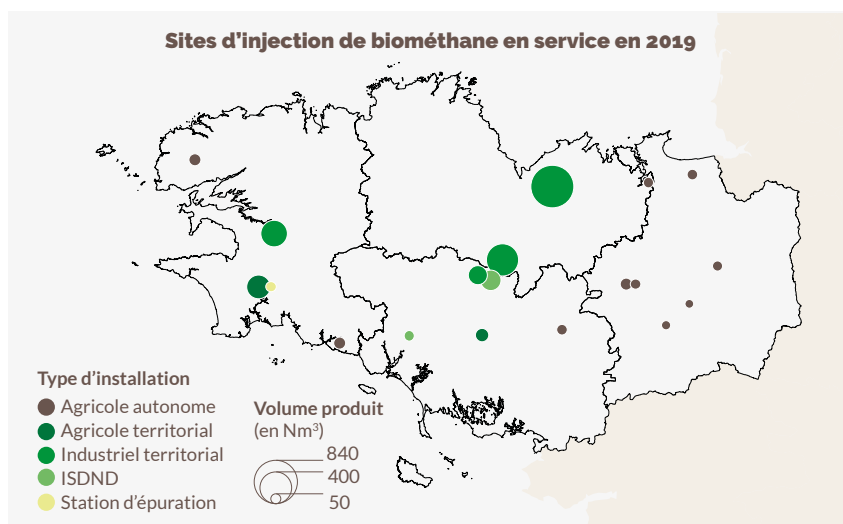 Sites d’injection de biométhane en service en 2019
Type d’installation
Agricole autonome
Agricole territorial
Industriel territorial
ISDND
Station d’épuration
Volume produit
(en Nm³)
840
400
50